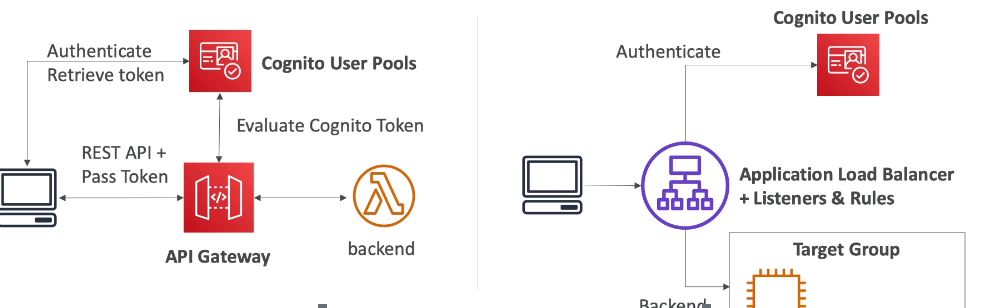 Authenticate
Retrieve token
Cognito User Pools
Evaluate Cognito Token
REST API +
Pass Token
</>
API Gateway
backend
Cognito User Pools
Authenticate
Application Load Balancer
+ Listeners & Rules
Target Group
Backend